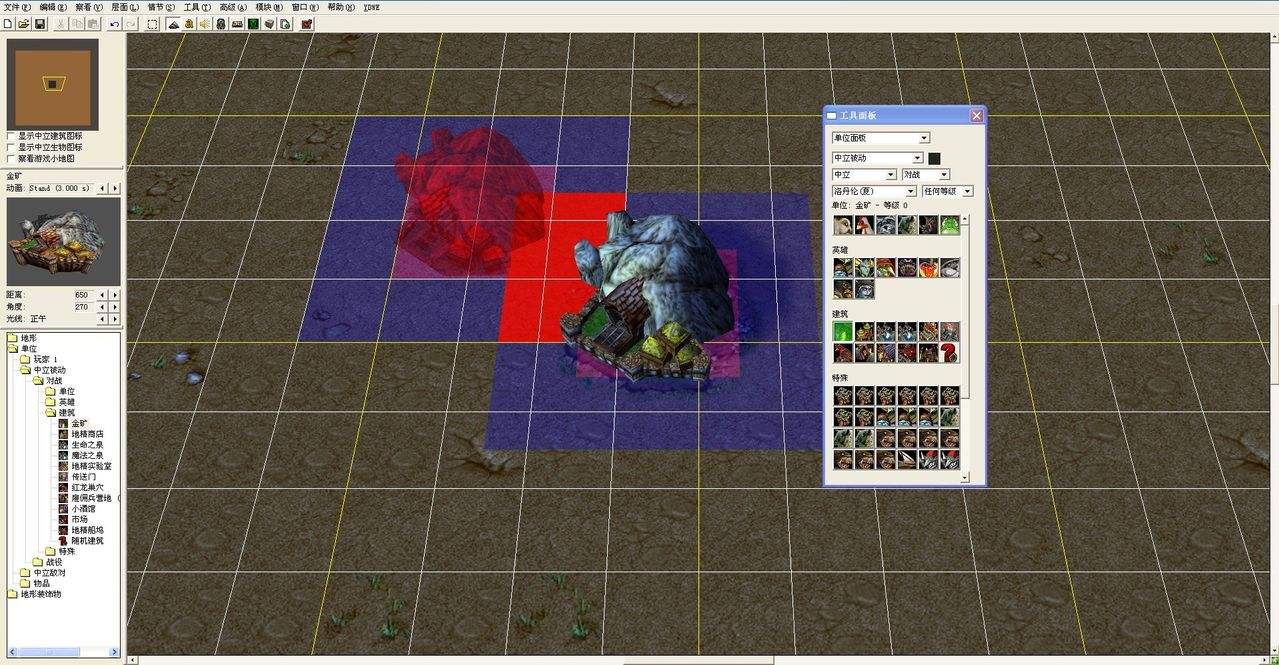 文件(F) 编辑(E) 察看(V) 层面(L) 情节(S) 工具(T) 高级(A) 模块(M) 窗口(W) 帮助(H) YDWE
显示中立建筑图标
显示中立生物图标
察看游戏小地图
金矿
动画: Stand (3.000 s)
距离: 650
角度: 270
光线: 正午
地形
单位
玩家 1
中立被动
对战
单位
英雄
建筑
金矿
地精商店
生命之泉
魔法之泉
地精实验室
传送门
红龙巢穴
雇佣兵营地 (
小酒馆
市场
地精船坞
随机建筑
特殊
战役
中立敌对
物品
地形装饰物
工具面板
单位面板
中立被动
中立 对战
洛丹伦(夏) 任何等级
单位: 金矿 - 等级 0
英雄
建筑
特殊